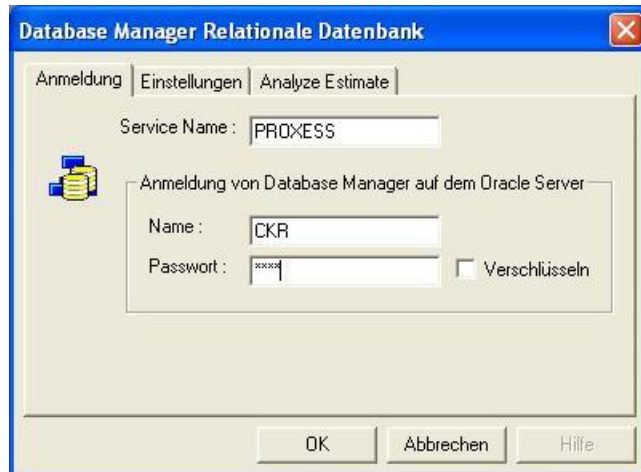 Database Manager Relationale Datenbank
Anmeldung Einstellungen Analyze Estimate
Service Name : PROXESS
Anmeldung von Database Manager auf dem Oracle Server
Name : CKR
Passwort : **** Verschlüsseln
OK Abbrechen Hilfe